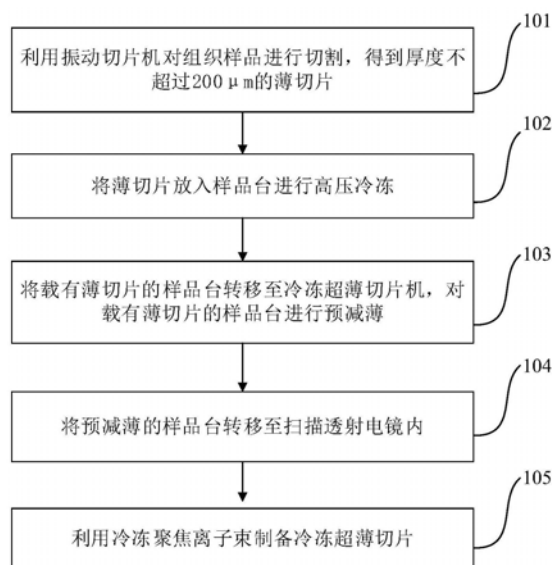 101
利用振动切片机对组织样品进行切割，得到厚度不
超过200μm的薄切片
102
将薄切片放入样品台进行高压冷冻
103
将载有薄切片的样品台转移至冷冻超薄切片机，对
载有薄切片的样品台进行预减薄
104
将预减薄的样品台转移至扫描透射电镜内
105
利用冷冻聚焦离子束制备冷冻超薄切片